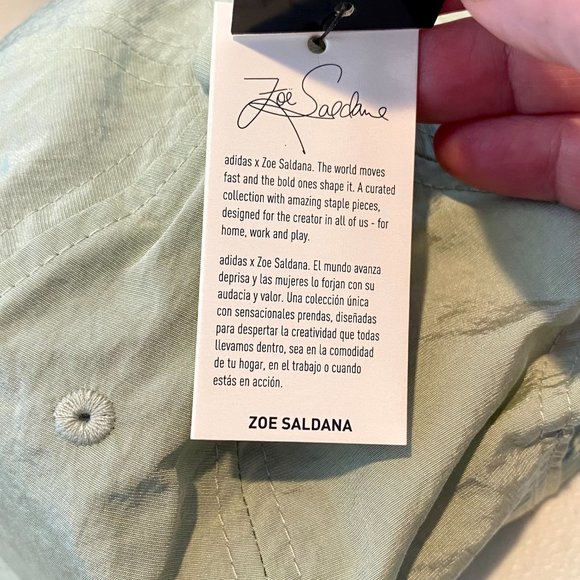 Zoë Saldana
adidas x Zoe Saldana. The world moves
fast and the bold ones shape it. A curated
collection with amazing staple pieces,
designed for the creator in all of us - for
home, work and play.
adidas x Zoe Saldana. El mundo avanza
deprisa y las mujeres lo forjan con su
audacia y valor. Una colección única
con sensacionales prendas, diseñadas
para despertar la creatividad que todas
llevamos dentro, sea en la comodidad
de tu hogar, en el trabajo o cuando
estás en acción.
ZOE SALDANA